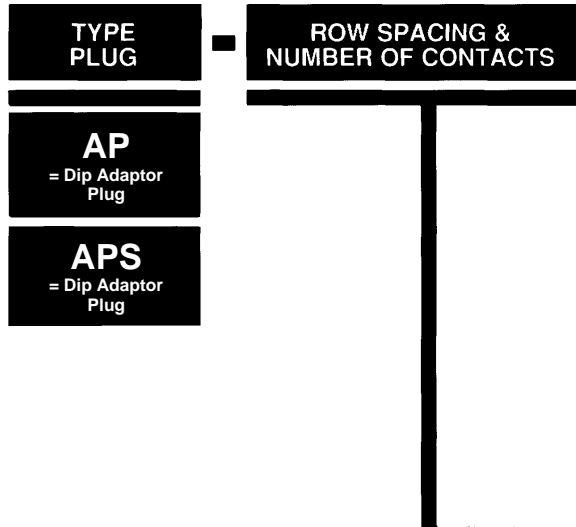 TYPE
PLUG
ROW SPACING &
NUMBER OF CONTACTS
AP
= Dip Adaptor
Plug
APS
= Dip Adaptor
Plug